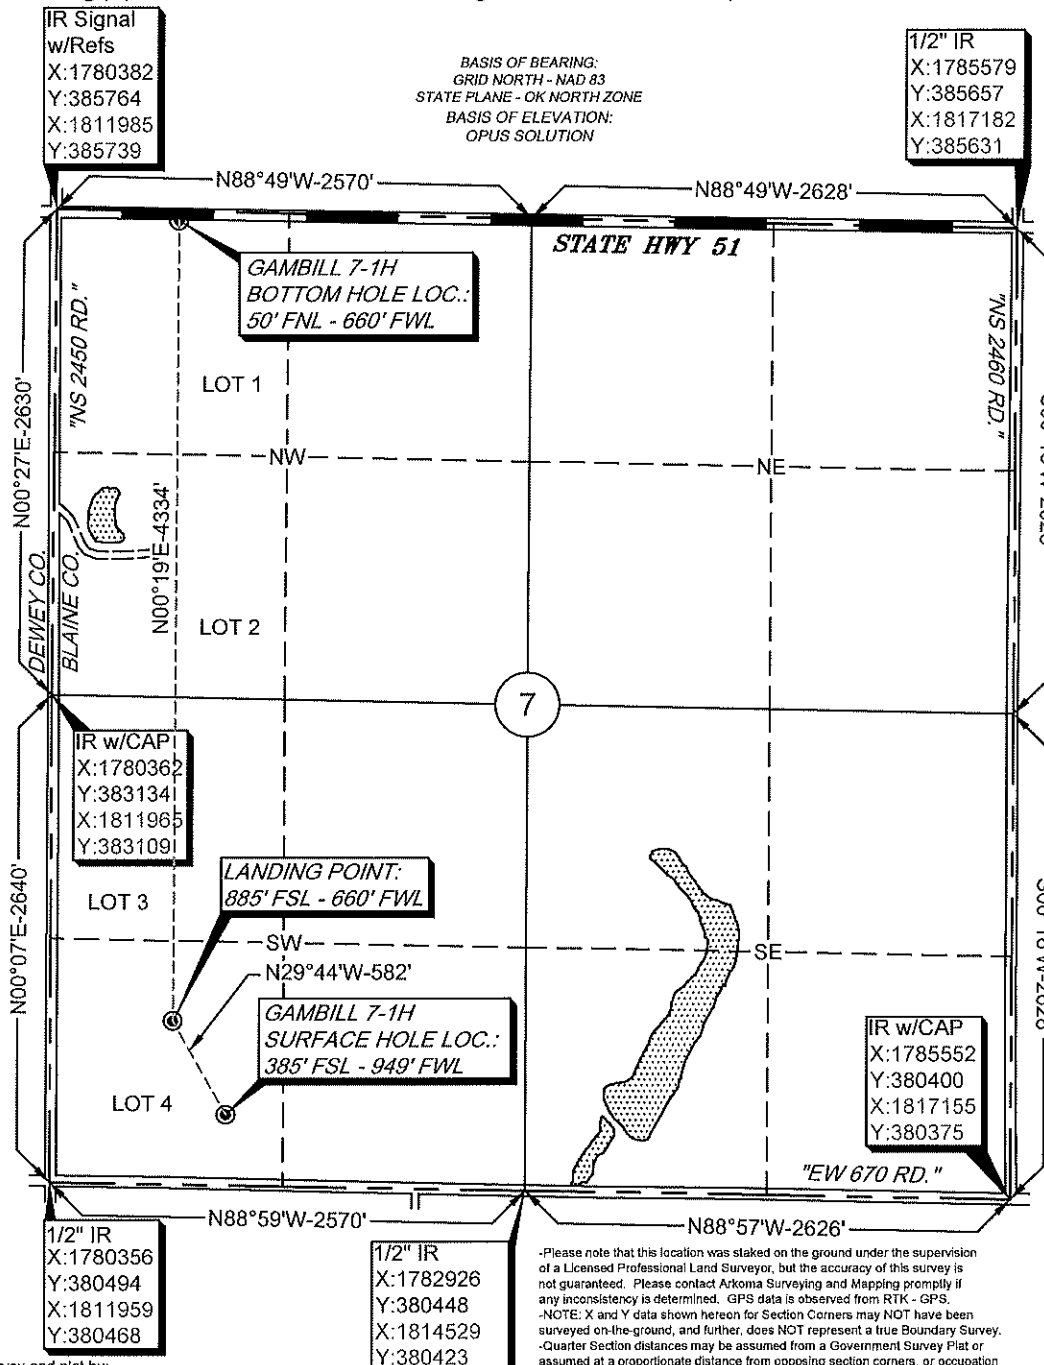 IR Signal
w/Refs
X:1780382
Y:385764
X:1811985
Y:385739
BASIS OF BEARING:
GRID NORTH - NAD 83
STATE PLANE - OK NORTH ZONE
BASIS OF ELEVATION:
OPUS SOLUTION
1/2" IR
X:1785579
Y:385657
X:1817182
Y:385631
N88°49'W-2570'
N88°49'W-2628'
STATE HWY 51
GAMBILL 7-1H
BOTTOM HOLE LOC.:
50' FNL - 660' FWL
"NS 2450 RD."
"NS 2460 RD."
LOT 1
N00°27'E-2630'
NW
NE
N00°19'E-4334'
DEWEY CO.
BLAINE CO.
LOT 2
7
IR w/CAP
X:1780362
Y:383134
X:1811965
Y:383109
LANDING POINT:
885' FSL - 660' FWL
LOT 3
N00°07'E-2640'
SW
SE
N29°44'W-582'
GAMBILL 7-1H
SURFACE HOLE LOC.:
385' FSL - 949' FWL
LOT 4
IR w/CAP
X:1785552
Y:380400
X:1817155
Y:380375
"EW 670 RD."
N88°59'W-2570'
N88°57'W-2626'
1/2" IR
X:1780356
Y:380494
X:1811959
Y:380468
1/2" IR
X:1782926
Y:380448
X:1814529
Y:380423
-Please note that this location was staked on the ground under the supervision
of a Licensed Professional Land Surveyor, but the accuracy of this survey is
not guaranteed. Please contact Arkoma Surveying and Mapping promptly if
any inconsistency is determined. GPS data is observed from RTK - GPS.
-NOTE: X and Y data shown hereon for Section Corners may NOT have been
surveyed on-the-ground, and further, does NOT represent a true Boundary Survey.
-Quarter Section distances may be assumed from a Government Survey Plat or
assumed at a proportionate distance from opposing section corners, or occupation